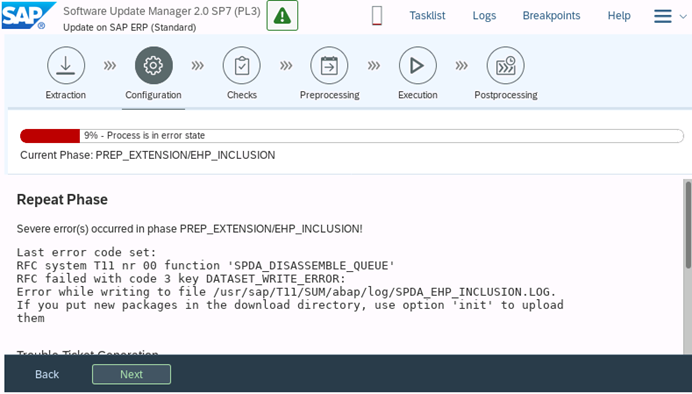 SAP
Software Update Manager 2.0 SP7 (PL3)
Update on SAP ERP (Standard)
Tasklist
Logs
Breakpoints
Help
Extraction
Configuration
Checks
Preprocessing
Execution
Postprocessing
9% - Process is in error state
Current Phase: PREP_EXTENSION/EHP_INCLUSION
Repeat Phase
Severe error(s) occurred in phase PREP_EXTENSION/EHP_INCLUSION!
Last error code set:
RFC system T11 nr 00 function 'SPDA_DISASSEMBLE_QUEUE'
RFC failed with code 3 key DATASET_WRITE_ERROR:
Error while writing to file /usr/sap/T11/SUM/abap/log/SPDA_EHP_INCLUSION.LOG.
If you put new packages in the download directory, use option 'init' to upload
them
Trouble Ticket Generation
Back
Next